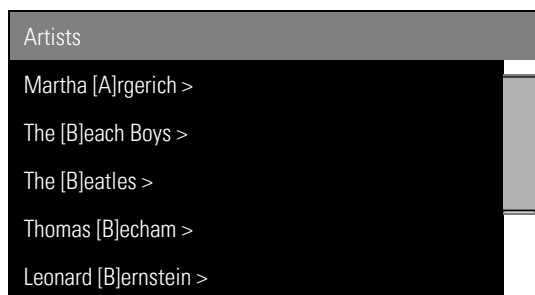 Artists
Martha [A]rgerich >
The [B]each Boys >
The [B]eatles >
Thomas [B]echam >
Leonard [B]ernstein >